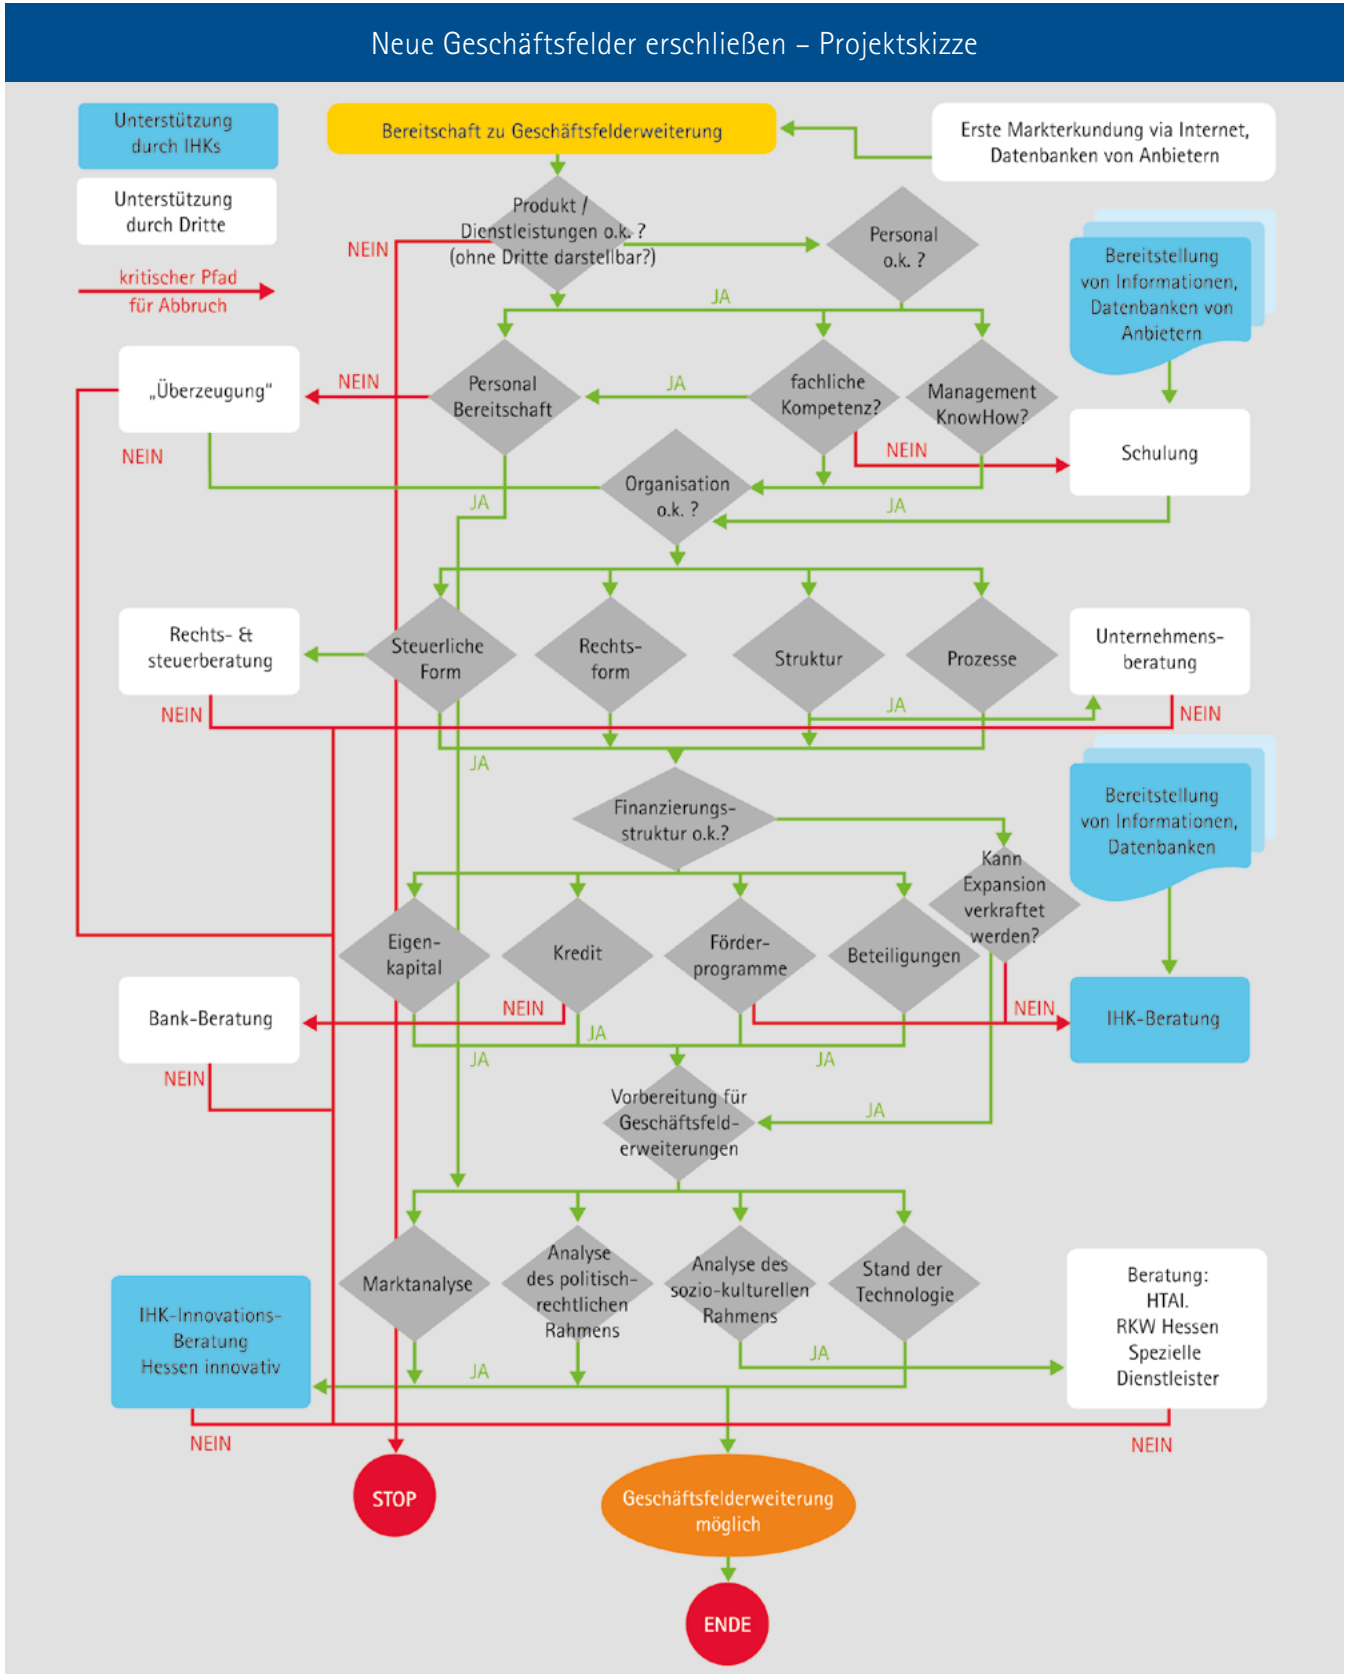 Neue Geschäftsfelder erschließen – Projektskizze
Unterstützung
durch IHKs
Bereitschaft zu Geschäftsfelderweiterung
Erste Markterkundung via Internet,
Datenbanken von Anbietern
Unterstützung
durch Dritte
kritischer Pfad
für Abbruch
Produkt /
Dienstleistungen o.k. ?
(ohne Dritte darstellbar?)
NEIN
Personal
o.k. ?
Bereitstellung
von Informationen,
Datenbanken von
Anbietern
JA
„Überzeugung“
NEIN
Personal
Bereitschaft
JA
fachliche
Kompetenz?
Management
KnowHow?
NEIN
Schulung
NEIN
Organisation
o.k. ?
JA
JA
Rechts- &
steuerberatung
Steuerliche
Form
Rechts-
form
Struktur
Prozesse
Unternehmens-
beratung
NEIN
JA
NEIN
JA
Finanzierungs-
struktur o.k.?
Kann
Expansion
verkraftet
werden?
Bereitstellung
von Informationen,
Datenbanken
Eigen-
kapital
Kredit
Förder-
programme
Beteiligungen
Bank-Beratung
NEIN
NEIN
IHK-Beratung
JA
JA
JA
NEIN
Vorbereitung für
Geschäftsfeld-
erweiterungen
JA
Marktanalyse
Analyse
des politisch-
rechtlichen
Rahmens
Analyse des
sozio-kulturellen
Rahmens
Stand der
Technologie
IHK-Innovations-
Beratung
Hessen innovativ
Beratung:
HTAI.
RKW Hessen
Spezielle
Dienstleister
JA
JA
NEIN
NEIN
STOP
Geschäftsfelderweiterung
möglich
ENDE